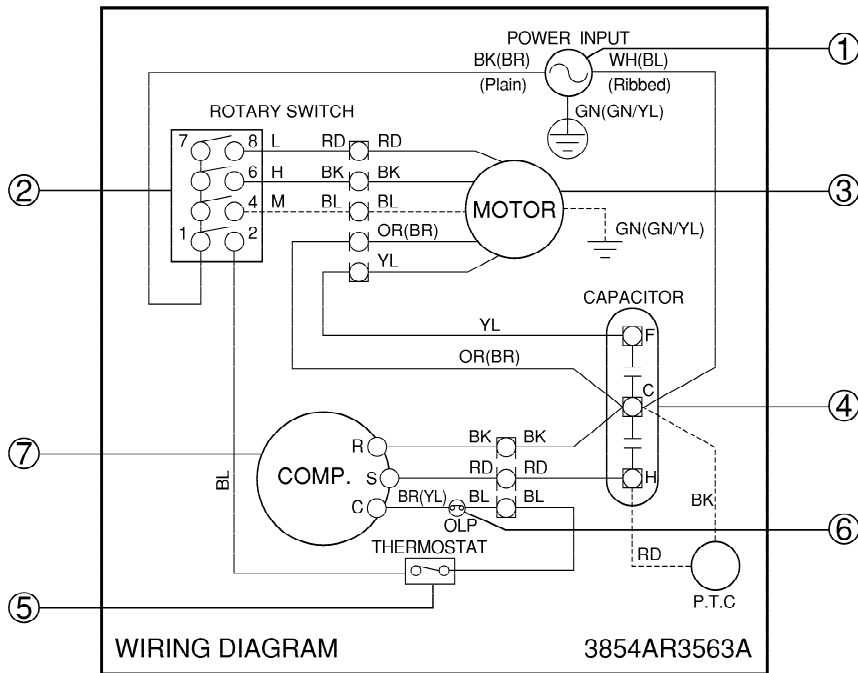 POWER INPUT
①
BK(BR) WH(BL)
(Plain) (Ribbed)
GN(GN/YL)
ROTARY SWITCH
7 8 L RD RD
6 H BK BK
②
③
4 M BL BL
MOTOR
1 2 OR(BR)
GN(GN/YL)
YL
CAPACITOR
YL F
OR(BR)
C
④
R BK BK
⑦
COMP.
S RD RD H
BL
C BR(YL) BL BL
BK
OLP
⑥
THERMOSTAT
RD
P.T.C
⑤
WIRING DIAGRAM 3854AR3563A